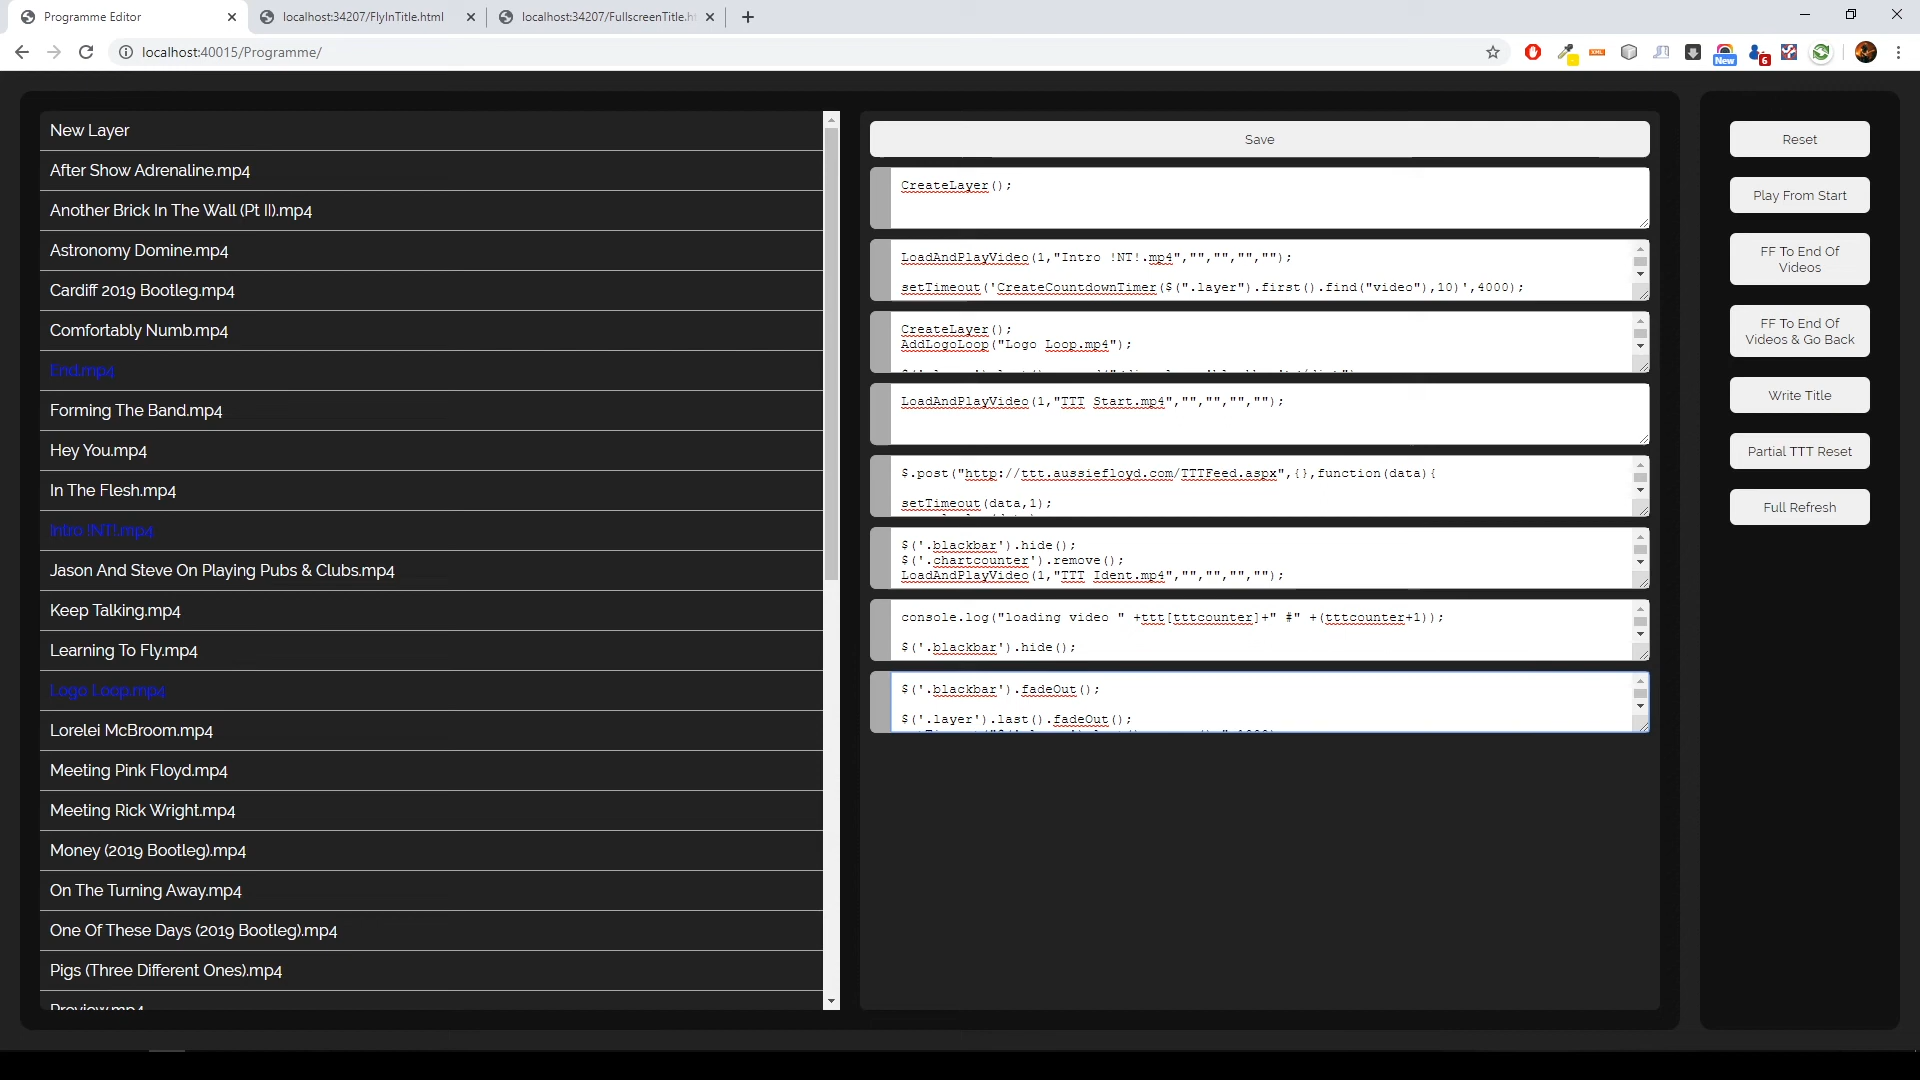 Programme Editor
localhost:34207/FlyInTitle.html
localhost:34207/FullscreenTitle.h
localhost:40015/Programme/
New
6
New Layer
After Show Adrenaline.mp4
Another Brick In The Wall (Pt II).mp4
Astronomy Domine.mp4
Cardiff 2019 Bootleg.mp4
Comfortably Numb.mp4
End.mp4
Forming The Band.mp4
Hey You.mp4
In The Flesh.mp4
Intro !NT!.mp4
Jason And Steve On Playing Pubs & Clubs.mp4
Keep Talking.mp4
Learning To Fly.mp4
Logo Loop.mp4
Lorelei McBroom.mp4
Meeting Pink Floyd.mp4
Meeting Rick Wright.mp4
Money (2019 Bootleg).mp4
On The Turning Away.mp4
One Of These Days (2019 Bootleg).mp4
Pigs (Three Different Ones).mp4
Preview.mp4
Save
CreateLayer();
LoadAndPlayVideo(1,"Intro !NT!.mp4","","","","");
setTimeout('CreateCountdownTimer($(".layer").first().find("video"),10)',4000);
CreateLayer();
AddLogoLoop("Logo Loop.mp4");
LoadAndPlayVideo(1,"TTT Start.mp4","","","","");
$.post("http://ttt.aussiefloyd.com/TTTFeed.aspx",{},function(data){
setTimeout(data,1);
$('.blackbar').hide();
$('.chartcounter').remove();
LoadAndPlayVideo(1,"TTT Ident.mp4","","","","");
console.log("loading video " +ttt[tttcounter]+" #" +(tttcounter+1));
$('.blackbar').hide();
$('.blackbar').fadeOut();
$('.layer').last().fadeOut();
Reset
Play From Start
FF To End Of
Videos
FF To End Of
Videos & Go Back
Write Title
Partial TTT Reset
Full Refresh